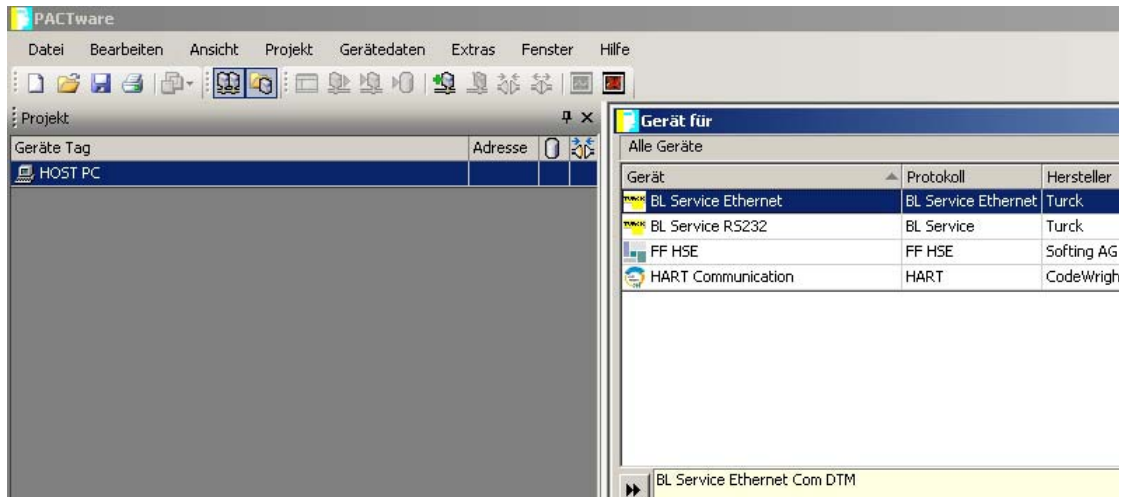 PACTware
Datei Bearbeiten Ansicht Projekt Gerätedaten Extras Fenster Hilfe
Projekt
Geräte Tag Adresse
HOST PC
Gerät für
Alle Geräte
Gerät Protokoll Hersteller
TURCK BL Service Ethernet BL Service Ethernet Turck
TURCK BL Service RS232 BL Service Turck
FF HSE FF HSE Softing AG
HART Communication HART CodeWrigh
BL Service Ethernet Com DTM